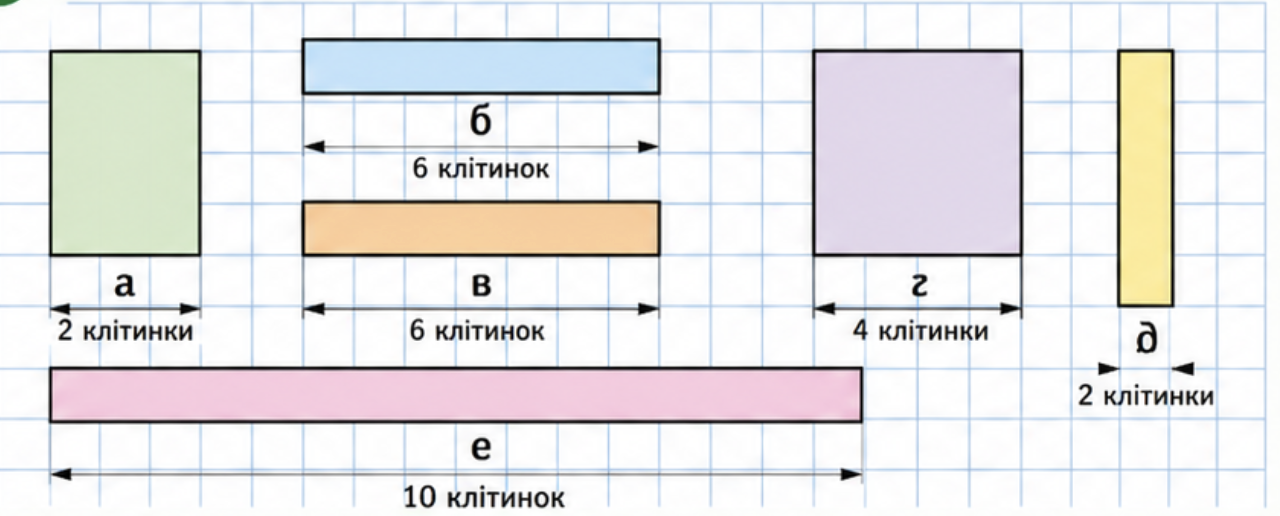 б
6 клітинок
а
2 клітинки
в
6 клітинок
г
4 клітинки
д
2 клітинки
е
10 клітинок